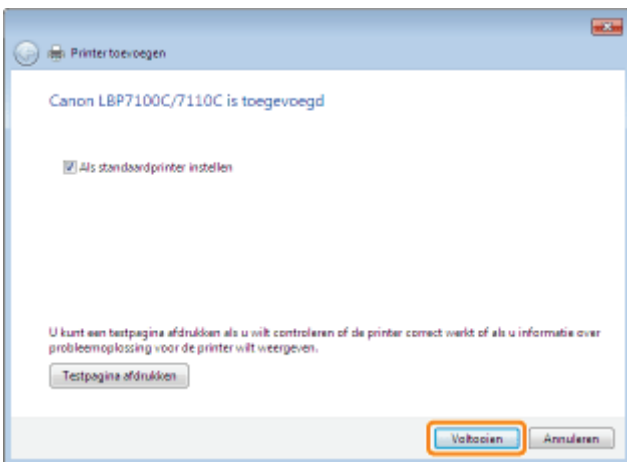 Printer toevoegen
Canon LBP7100C/7110C is toegevoegd
Als standaardprinter instellen
U kunt een testpagina afdrukken als u wilt controleren of de printer correct werkt of als u informatie over
probleemoplossing voor de printer wilt weergeven.
Testpagina afdrukken
Voltooien Annuleren